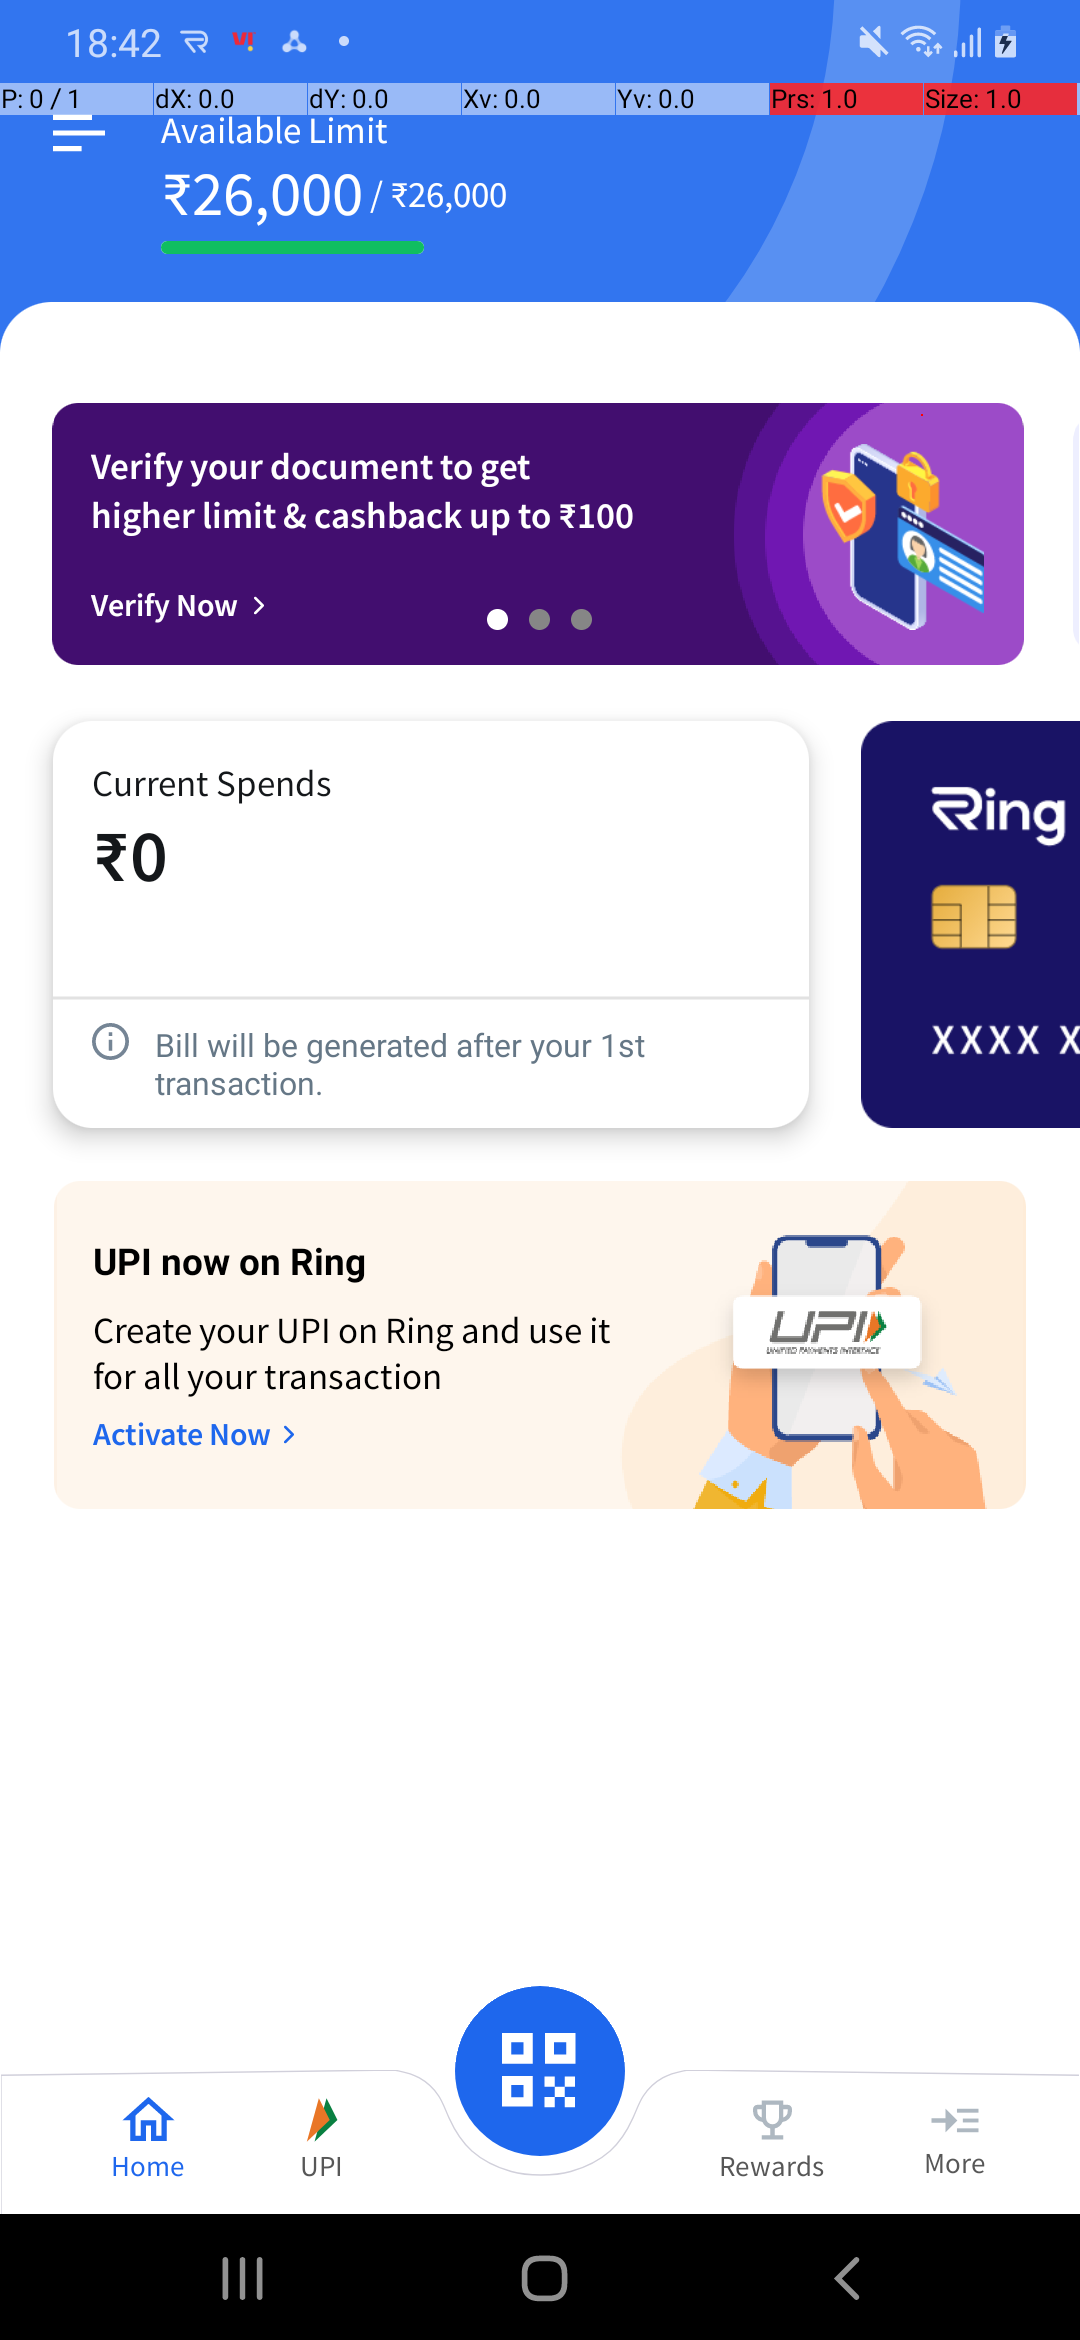 18:42
P: 0 / 1 dX: 0.0 dY: 0.0 Xv: 0.0 Yv: 0.0 Prs: 1.0 Size: 1.0
Available Limit
₹26,000 / ₹26,000
Verify your document to get
higher limit & cashback up to ₹100
Verify Now
Current Spends
₹0
Bill will be generated after your 1st
transaction.
Ring
XXXX X
UPI now on Ring
Create your UPI on Ring and use it
for all your transaction
Activate Now
UPI
UNIFIED PAYMENTS INTERFACE
Home
UPI
Rewards
More